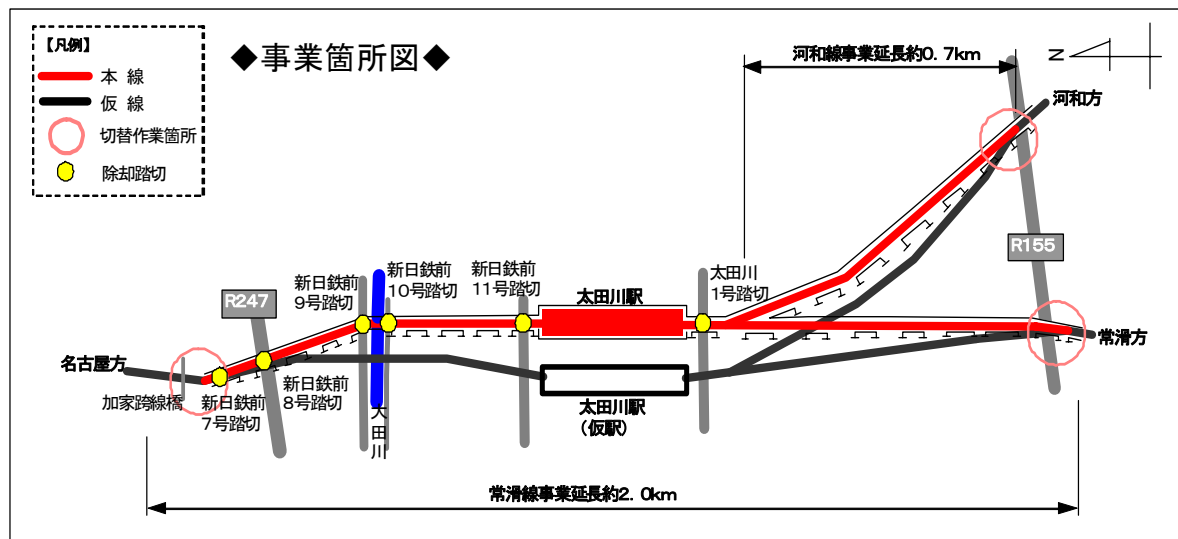 【凡例】
本 線
仮 線
切替作業箇所
除却踏切
◆事業箇所図◆
河和線事業延長約0.7km
N
河和方
R155
常滑方
太田川
1号踏切
太田川駅
新日鉄前
11号踏切
新日鉄前
10号踏切
新日鉄前
9号踏切
R247
名古屋方
加家跨線橋
新日鉄前
7号踏切
新日鉄前
8号踏切
大田川
太田川駅
(仮駅)
常滑線事業延長約2.0km